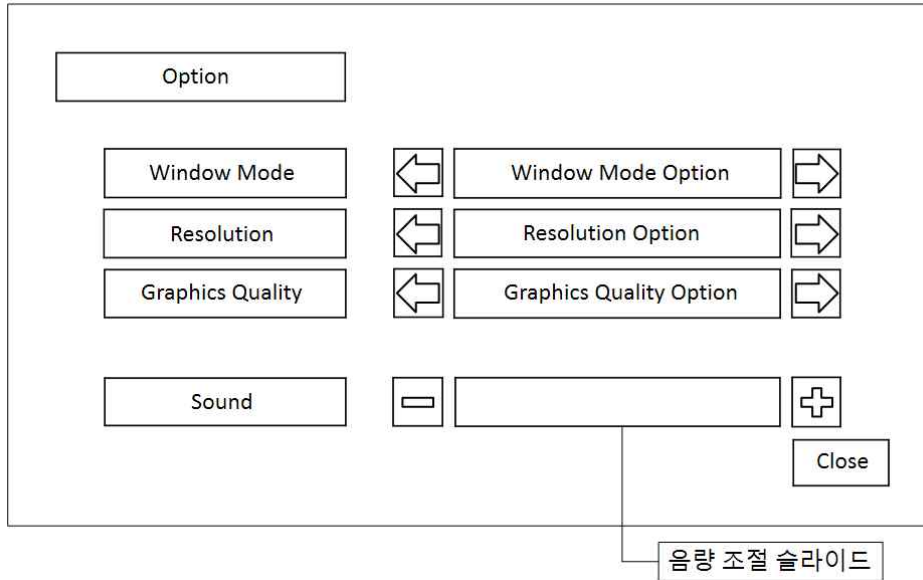 Option
Window Mode
Window Mode Option
Resolution
Resolution Option
Graphics Quality
Graphics Quality Option
Sound
Close
음량 조절 슬라이드